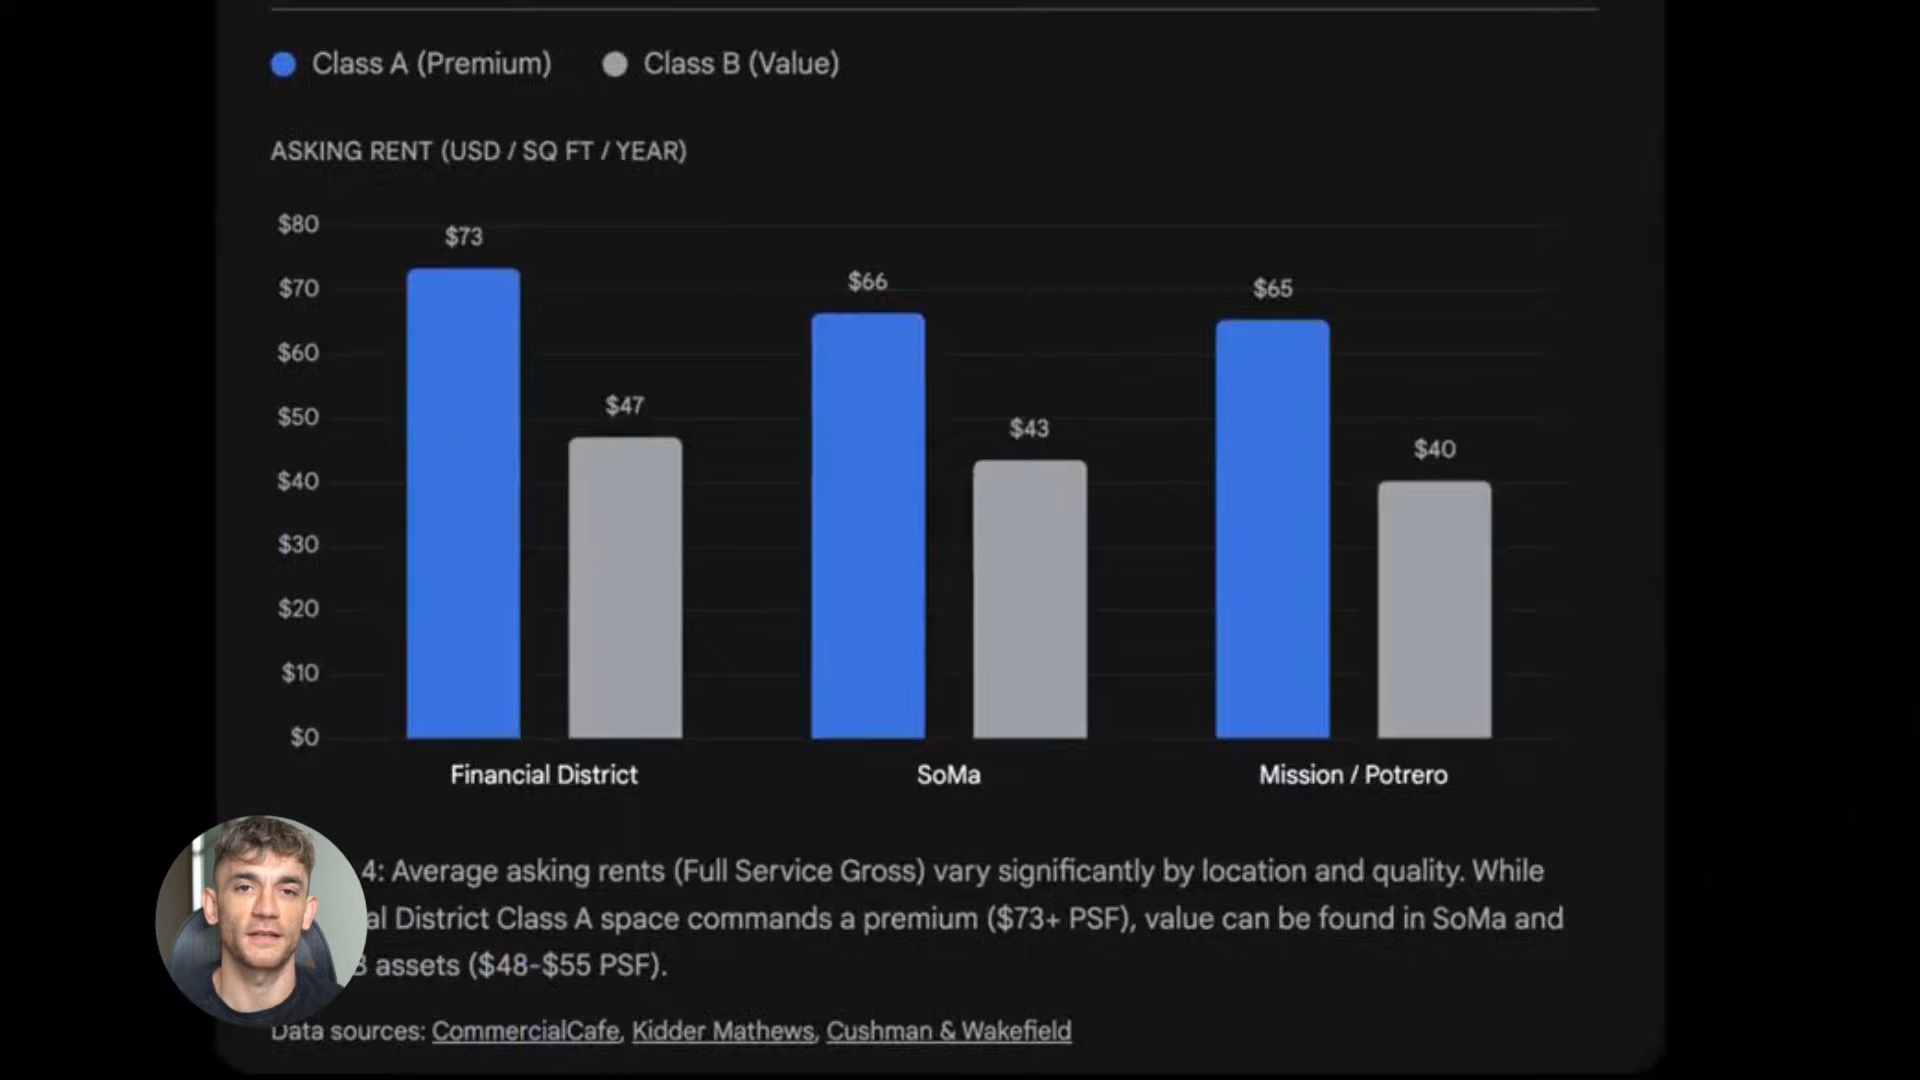 Class A (Premium) Class B (Value)
ASKING RENT (USD / SQ FT / YEAR)
$80
$70
$60
$50
$40
$30
$20
$10
$0
$73
$47
$66
$43
$65
$40
Financial District SoMa Mission / Potrero
4: Average asking rents (Full Service Gross) vary significantly by location and quality. While
al District Class A space commands a premium ($73+ PSF), value can be found in SoMa and
B assets ($48-$55 PSF).
Data sources: CommercialCafe, Kidder Mathews, Cushman & Wakefield